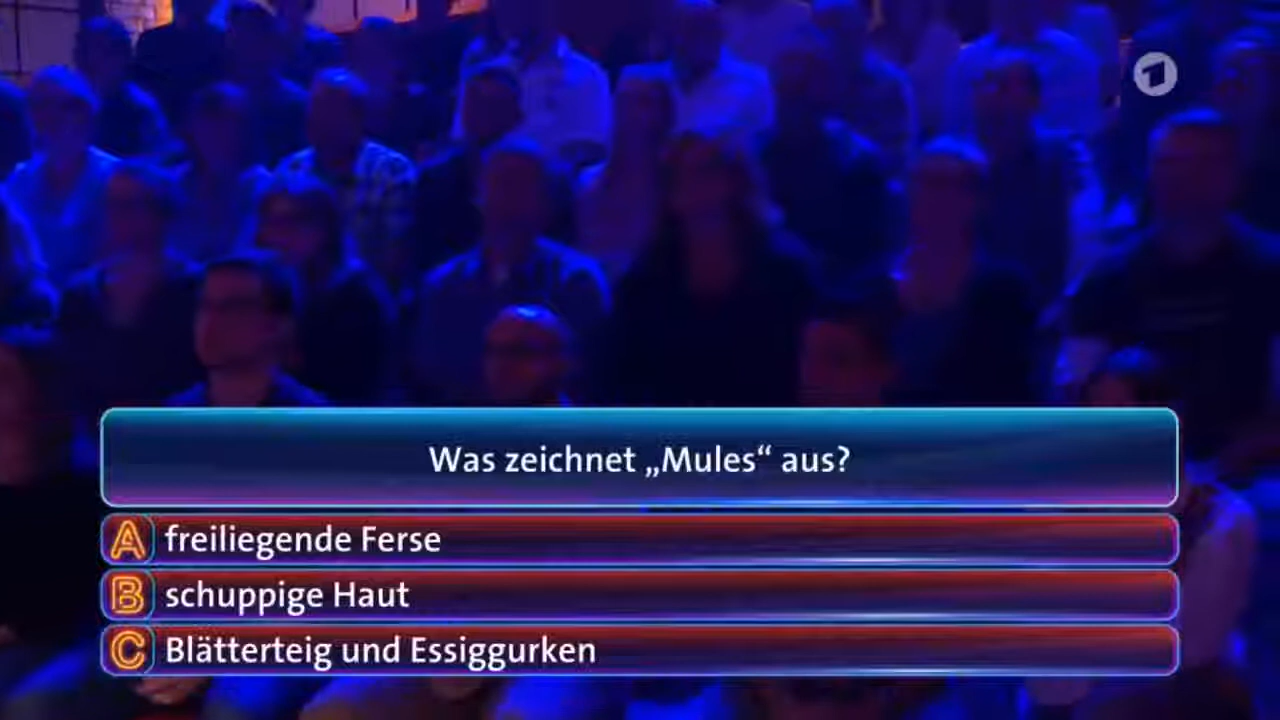 Was zeichnet „Mules“ aus?
A freiliegende Ferse
B schuppige Haut
C Blätterteig und Essiggurken